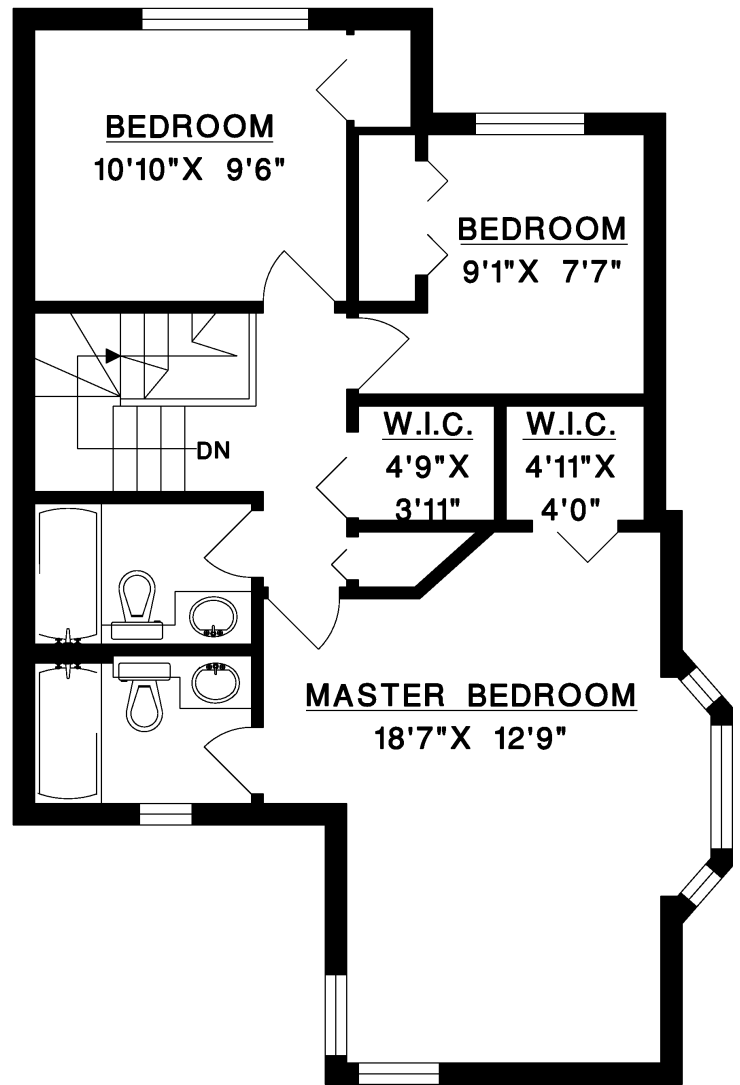 BEDROOM
10'10"X 9'6"
BEDROOM
9'1"X 7'7"
W.I.C.
4'9"X
3'11"
W.I.C.
4'11"X
4'0"
DN
MASTER BEDROOM
18'7"X 12'9"